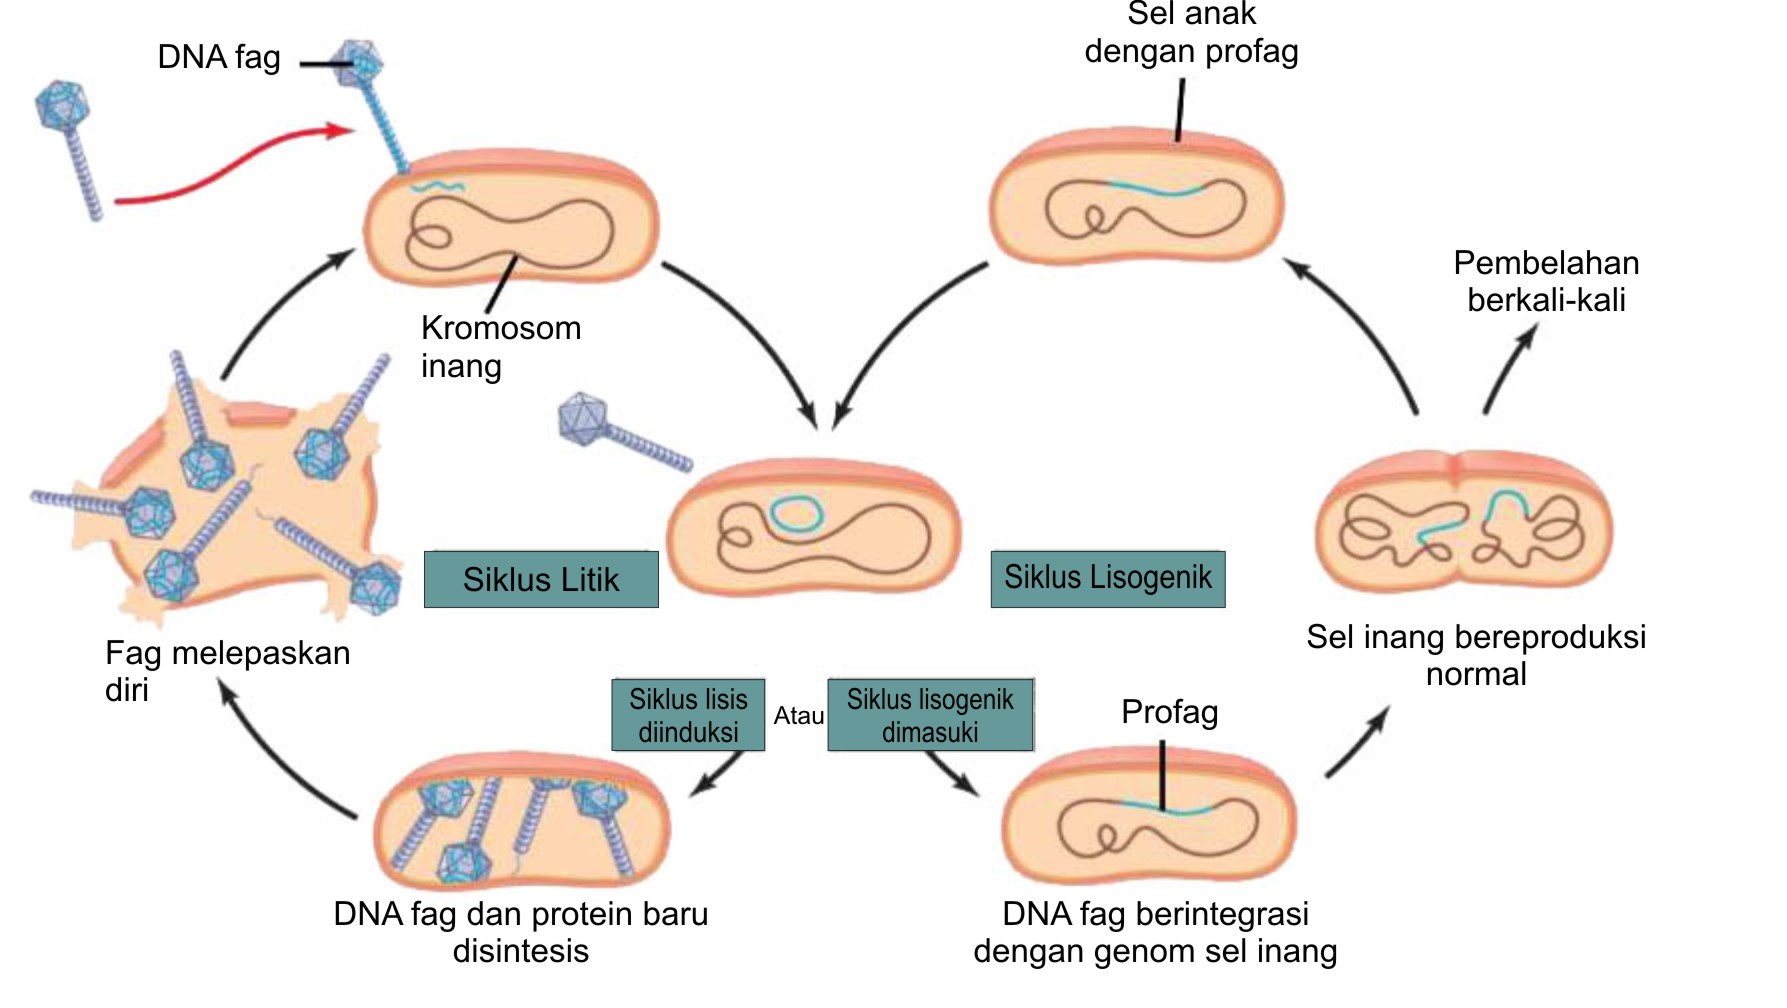 DNA fag
Sel anak
dengan profag
Kromosom
inang
Pembelahan
berkali-kali
Siklus Litik
Siklus Lisogenik
Fag melepaskan
diri
Sel inang bereproduksi
normal
Siklus lisis
diinduksi
Atau
Siklus lisogenik
dimasuki
Profag
DNA fag dan protein baru
disintesis
DNA fag berintegrasi
dengan genom sel inang